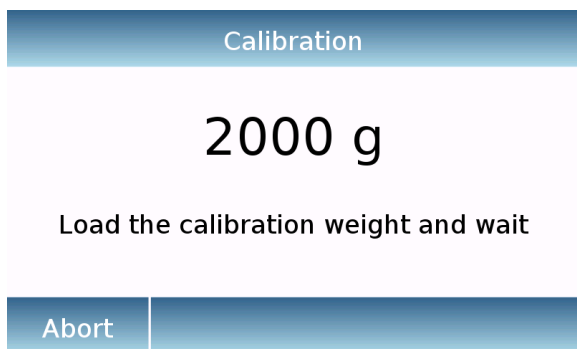 Calibration
2000 g
Load the calibration weight and wait
Abort